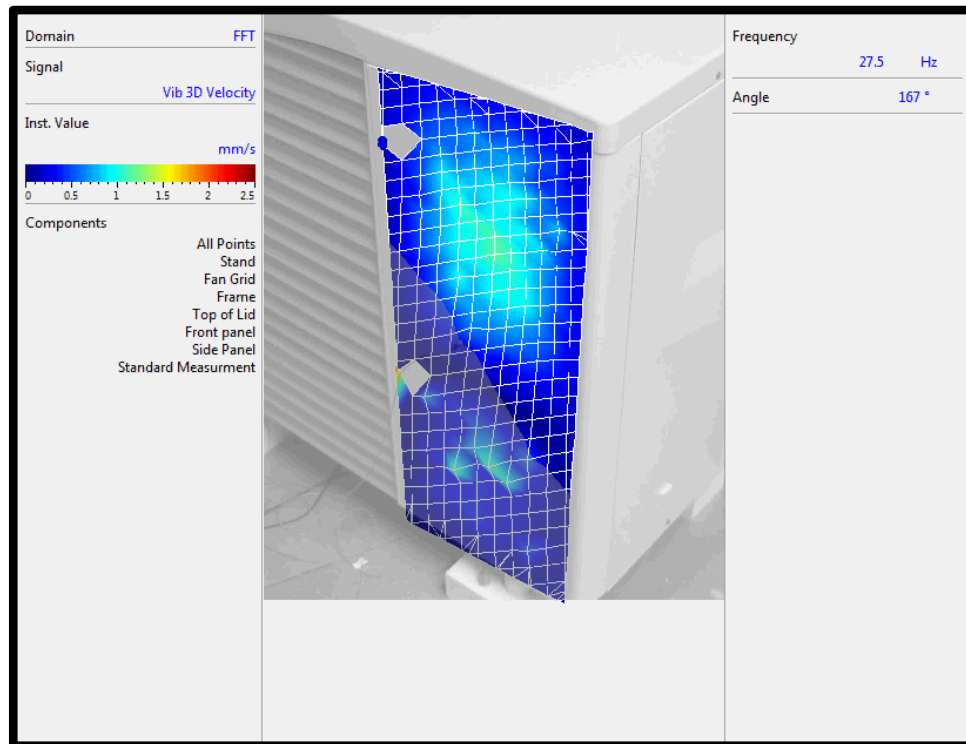 Domain FFT
Signal
Vib 3D Velocity
Inst. Value
mm/s
0 0.5 1 1.5 2 2.5
Components
All Points
Stand
Fan Grid
Frame
Top of Lid
Front panel
Side Panel
Standard Measurment
Frequency
27.5 Hz
Angle 167 °